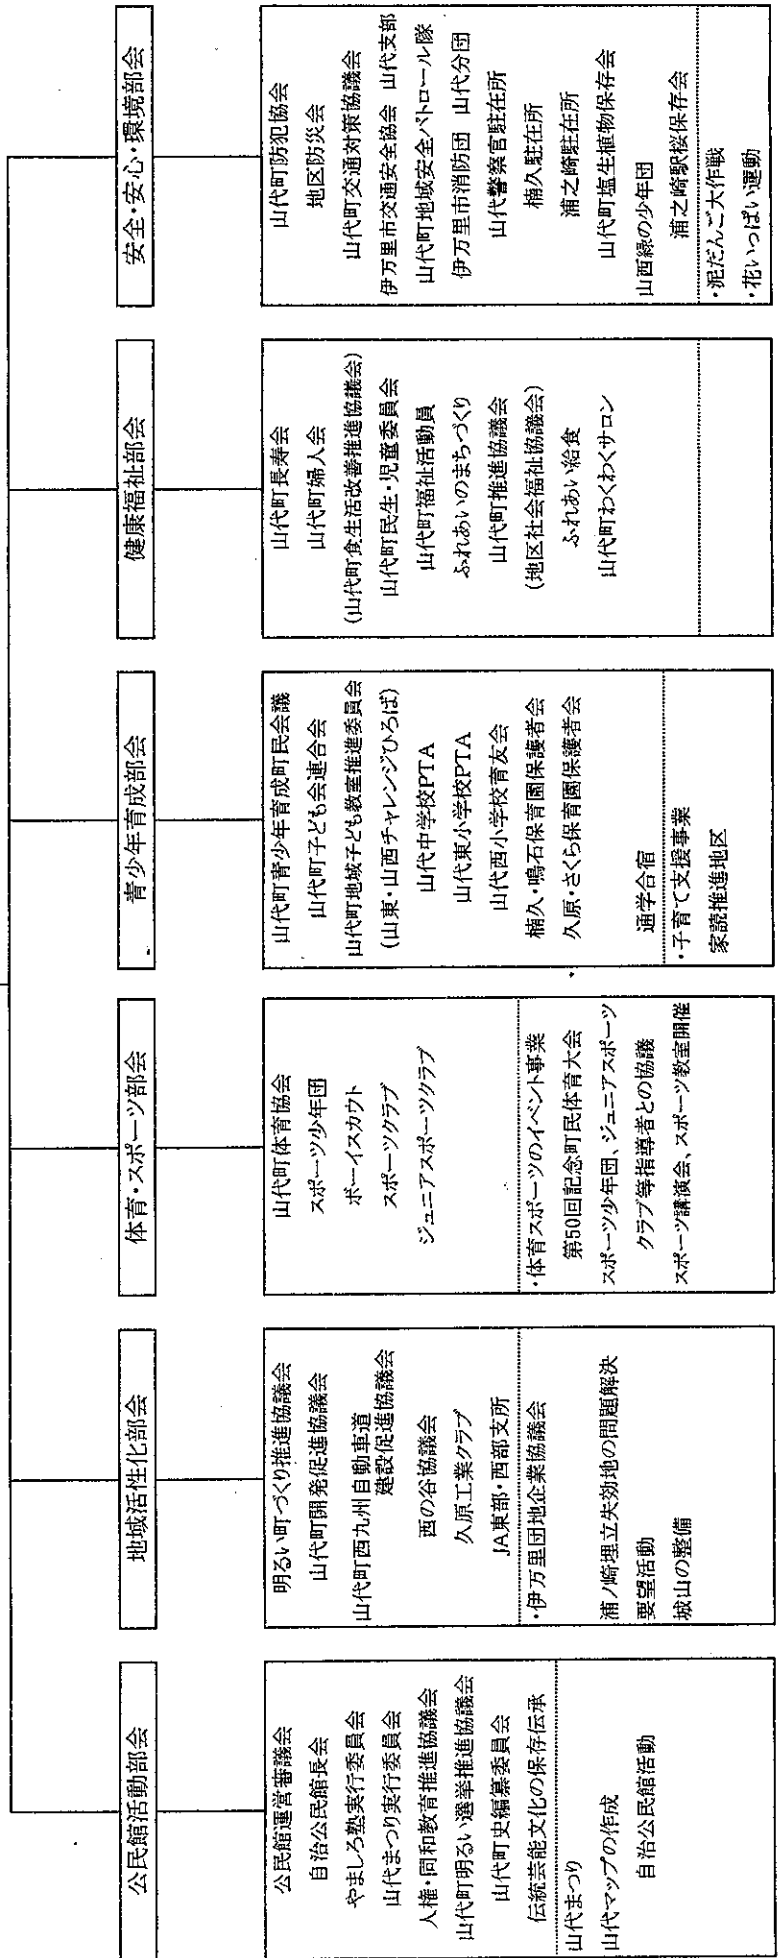 公民館活動部会
公民館運営審議会
自治公民館長会
やましろ塾実行委員会
山代まつり実行委員会
人権・同和教育推進協議会
山代町明るい選挙推進協議会
山代町史編纂委員会
伝統芸能文化の保存伝承
山代まつり
山代マップの作成
自治公民館活動
地域活性化部会
明るい町づくり推進協議会
山代町開発促進協議会
山代町西九州自動車道
建設促進協議会
西の谷協議会
久原工業クラブ
JA東部・西部支所
・伊万里団地企業協議会
浦ノ崎埋立失効地の問題解決
要望活動
城山の整備
体育・スポーツ部会
山代町体育協会
スポーツ少年団
ボーイスカウト
スポーツクラブ
ジュニアスポーツクラブ
・体育スポーツのイベント事業
第50回記念町民体育大会
スポーツ少年団、ジュニアスポーツ
クラブ等指導者との協議
スポーツ講演会、スポーツ教室開催
青少年育成部会
山代町青少年育成町民会議
山代町子ども会連合会
山代町地域子ども教室推進委員会
(山東・山西チャレンジひろば)
山代中学校PTA
山代東小学校PTA
山代西小学校育友会
楠久・鳴石保育園保護者会
久原・さくら保育園保護者会
通学合宿
・子育て支援事業
家読推進地区
健康福祉部会
山代町長寿会
山代町婦人会
(山代町食生活改善推進協議会)
山代町民生・児童委員会
山代町福祉活動員
ふれあいのまちづくり
山代町推進協議会
(地区社会福祉協議会)
ふれあい給食
山代町わくわくサロン
安全・安心・環境部会
山代町防犯協会
地区防災会
山代町交通対策協議会
伊万里市交通安全協会 山代支部
山代町地域安全パトロール隊
伊万里市消防団 山代分団
山代警察官駐在所
楠久駐在所
浦之崎駐在所
山代町塩生植物保存会
山西緑の少年団
浦之崎駅桜保存会
・泥だんご大作戦
・花いっぱい運動